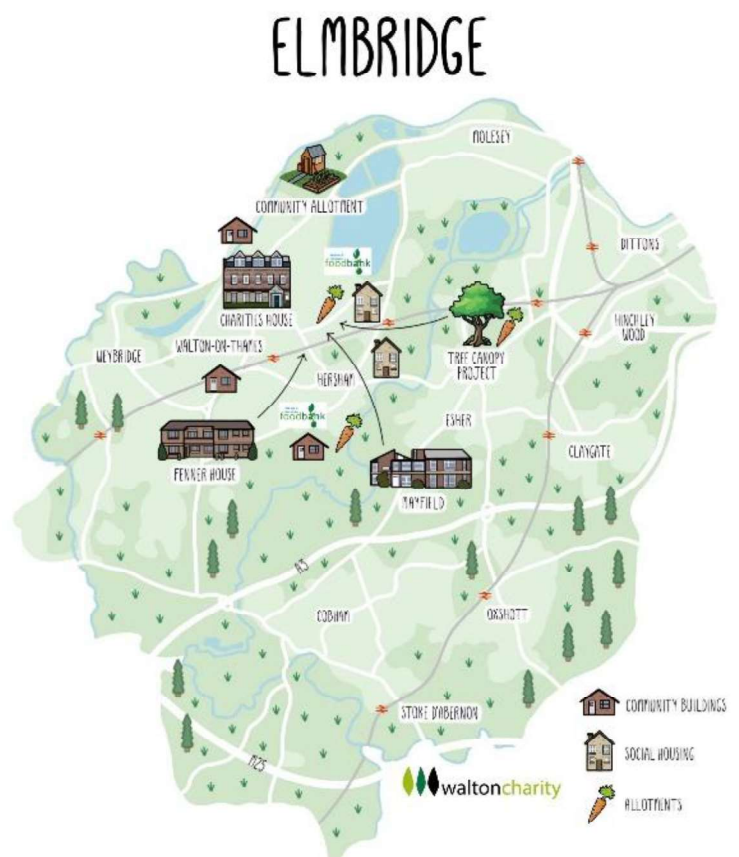 ELMBRIDGE
MOLESEY
COMMUNITY ALLOTMENT
DITTONS
foodbank
CHARITIES HOUSE
HINCHLEY
WOOD
WALTON-ON-THAMES
WEYBRIDGE
TREE CANOPY
PROJECT
HERSHAM
foodbank
ESHER
CLAYGATE
FENNER HOUSE
MAYFIELD
A3
COBHAM
OXSHOTT
STOKE D'ABERNON
COMMUNITY BUILDINGS
SOCIAL HOUSING
M25
waltoncharity
ALLOTMENTS